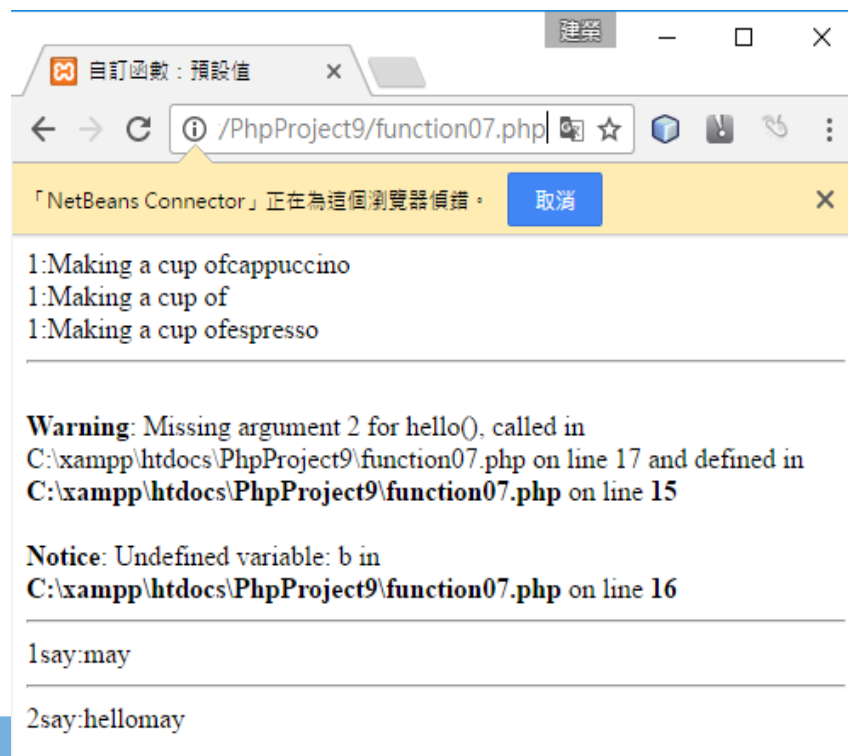 建榮
自訂函數：預設值
/PhpProject9/function07.php
「NetBeans Connector」正在為這個瀏覽器偵錯。 取消
1:Making a cup ofcappuccino
1:Making a cup of
1:Making a cup ofespresso
Warning: Missing argument 2 for hello(), called in
C:\xampp\htdocs\PhpProject9\function07.php on line 17 and defined in
C:\xampp\htdocs\PhpProject9\function07.php on line 15
Notice: Undefined variable: b in
C:\xampp\htdocs\PhpProject9\function07.php on line 16
1say:may
2say:hellomay